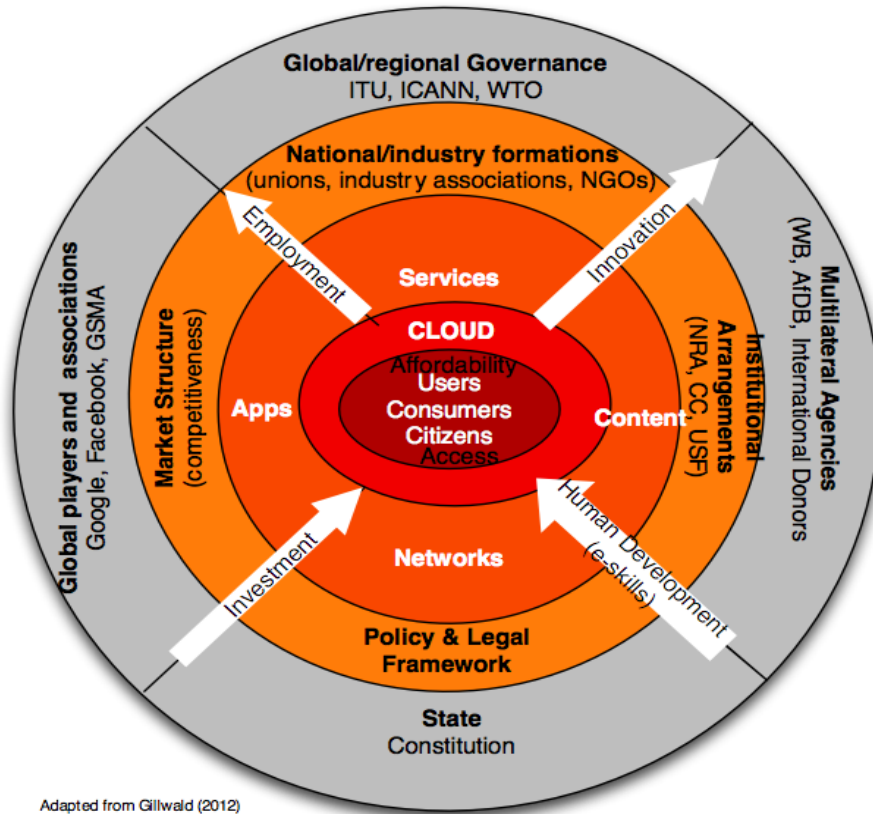 Global/regional Governance
ITU, ICANN, WTO
National/industry formations
(unions, industry associations, NGOs)
Employment
Innovation
Global players and associations
Google, Facebook, GSMA
Market Structure
(competitiveness)
Services
CLOUD
Affordability
Users
Consumers
Citizens
Access
Apps
Content
Institutional
Arrangements
(NRA, CC, USF)
Multilateral Agencies
(WB, AfDB, International Donors)
Networks
Investment
Human Development
(e-skills)
Policy & Legal
Framework
State
Constitution
Adapted from Gillwald (2012)